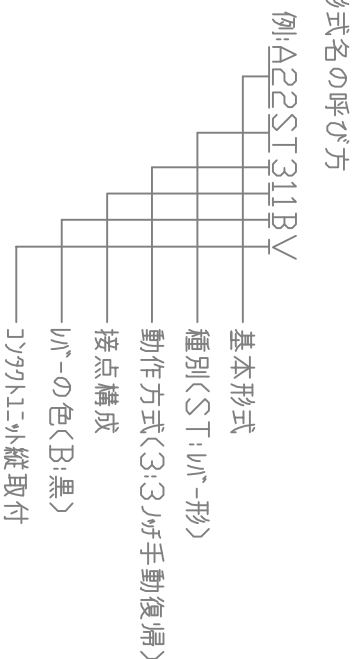 形式名の呼び方
例:A22ST311BV
基本形式
種別(ST:レバー形)
動作方式(3:3ノッチ手動復帰)
接点構成
レバーの色(B:黒)
コンタクトユニット縦取付